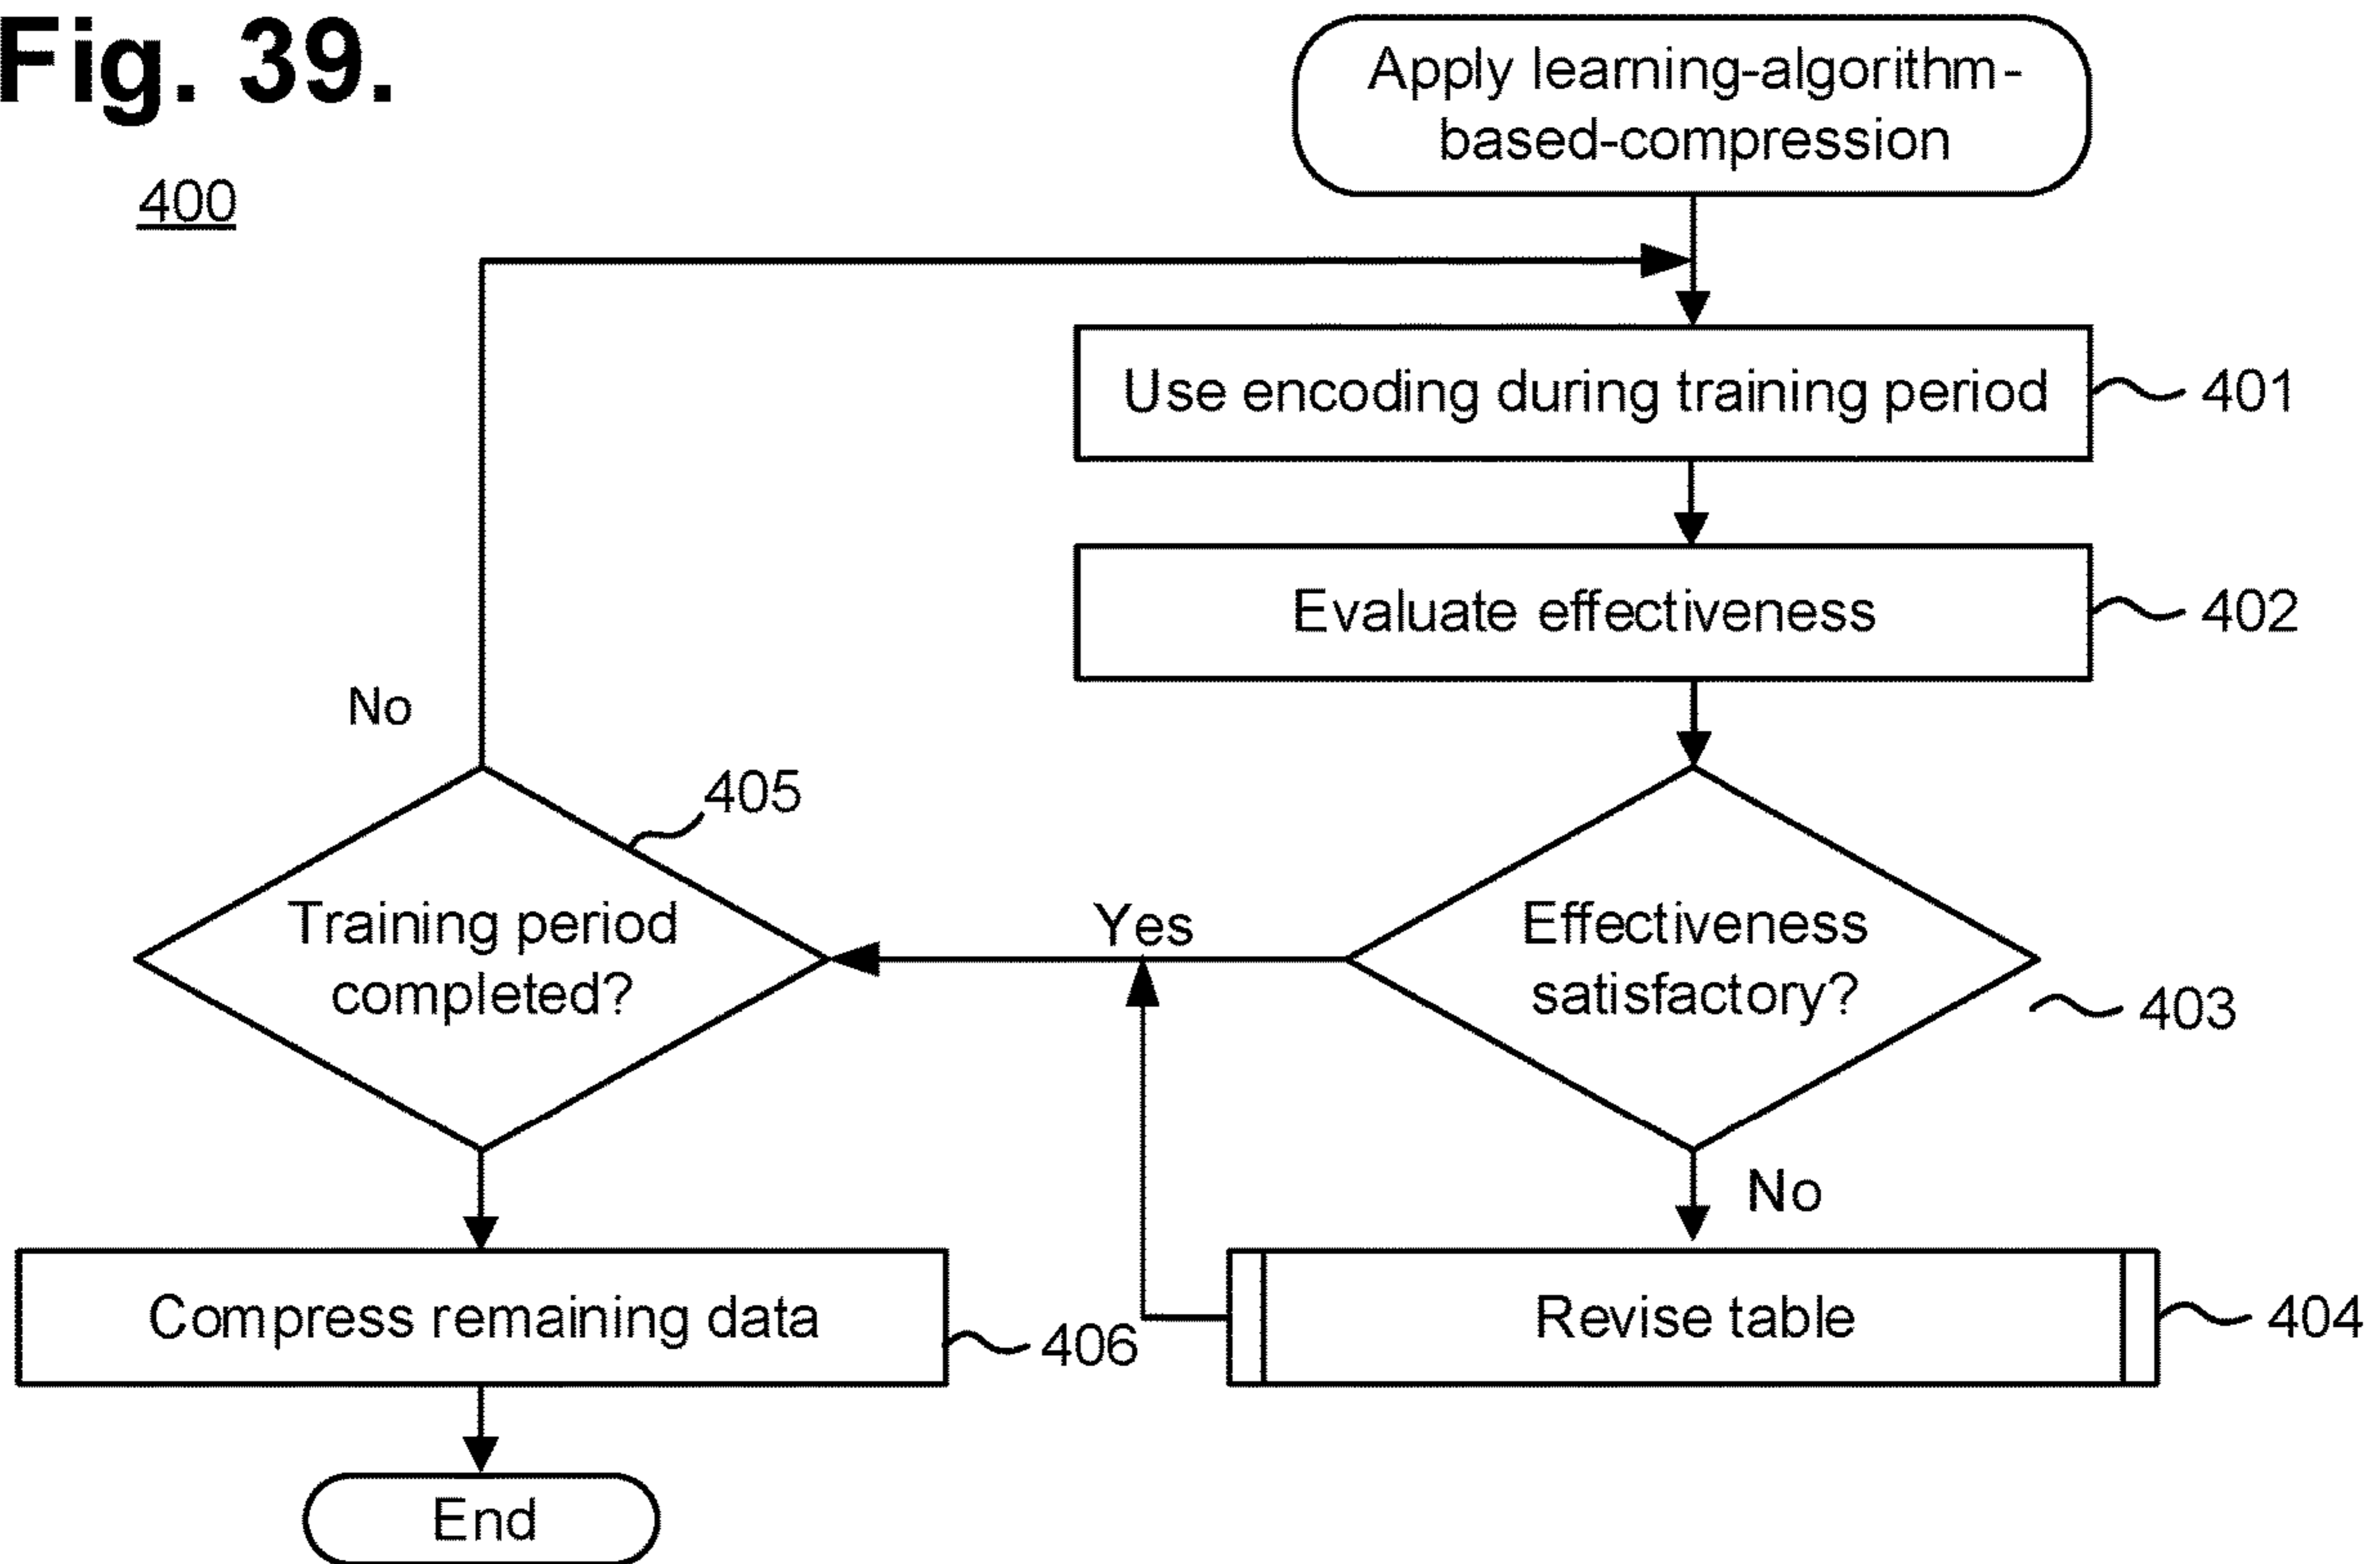 Fig. 39.
400
Apply learning-algorithm-
based-compression
Use encoding during training period
401
Evaluate effectiveness
402
Effectiveness
satisfactory?
403
Yes
No
Revise table
404
Training period
completed?
405
No
Compress remaining data
406
End